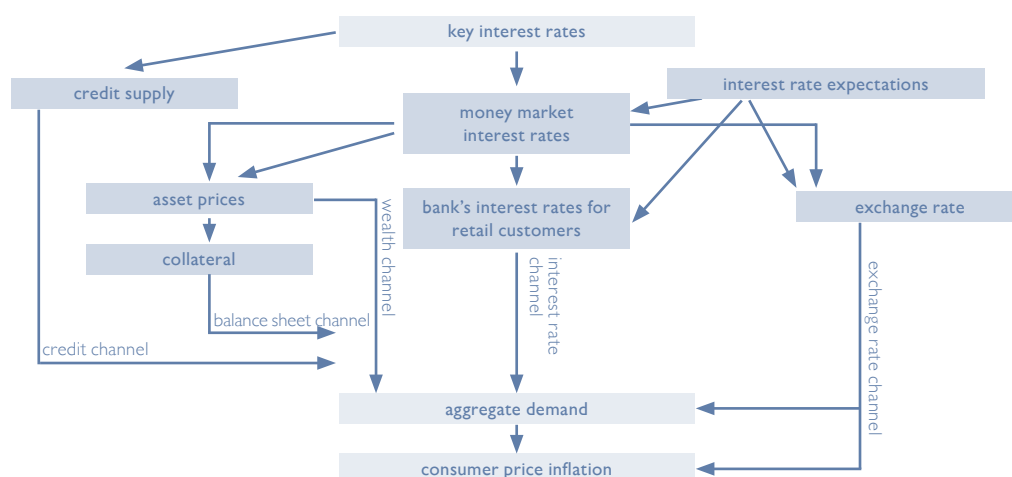 key interest rates
interest rate expectations
credit supply
money market
interest rates
asset prices
bank's interest rates for
retail customers
exchange rate
wealth channel
collateral
interest rate
channel
exchange rate channel
balance sheet channel
credit channel
aggregate demand
consumer price inflation